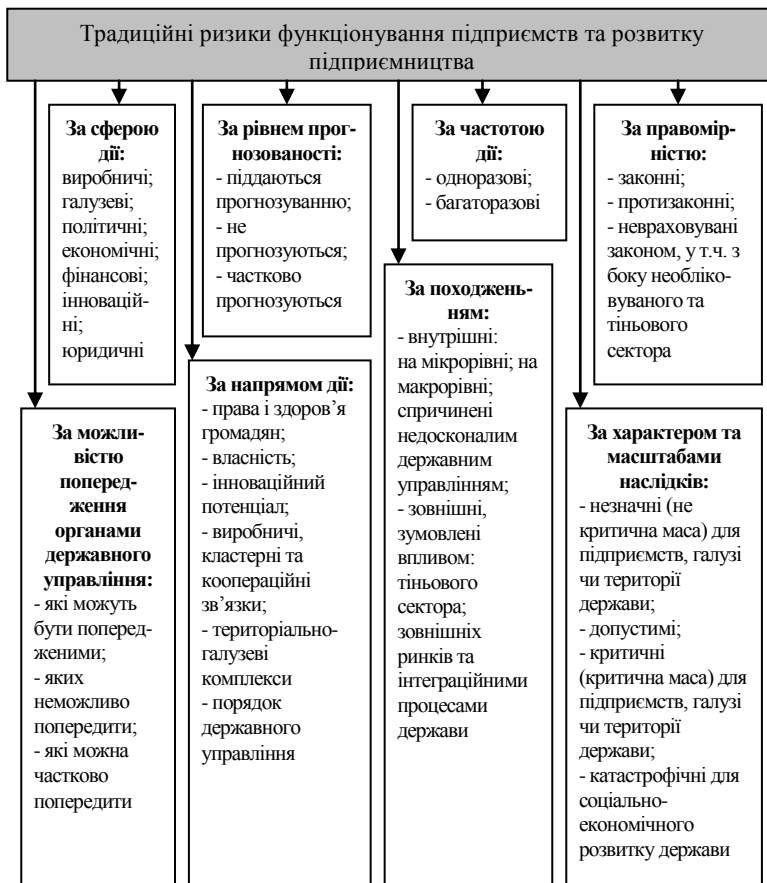 Традиційні ризики функціонування підприємств та розвитку
підприємництва
За сферою
дії:
виробничі;
галузеві;
політичні;
економічні;
фінансові;
інновацій-
ні;
юридичні
За рівнем прог-
нозованості:
- піддаються
прогнозуванню;
- не
прогнозуються;
- частково
прогнозуються
За частотою
дії:
- одноразові;
- багаторазові
За правомір-
ністю:
- законні;
- протизаконні;
- невраховувані
законом, у т.ч. з
боку необліко-
вуваного та
тіньового
сектора
За можли-
вістю
поперед-
ження
органами
державного
управління:
- які можуть
бути поперед-
женими;
- яких
неможливо
попередити;
- які можна
частково
попередити
За напрямом дії:
- права і здоров’я
громадян;
- власність;
- інноваційний
потенціал;
- виробничі,
кластерні та
коопераційні
зв’язки;
- територіально-
галузеві
комплекси
- порядок
державного
управління
За походжень-
ням:
- внутрішні:
на мікрорівні; на
макрорівні;
спричинені
недосконалим
державним
управлінням;
- зовнішні,
зумовлені
впливом:
тіньового
сектора;
зовнішніх
ринків та
інтеграційними
процесами
держави
За характером та
масштабами
наслідків:
- незначні (не
критична маса) для
підприємств, галузі
чи території
держави;
- допустимі;
- критичні
(критична маса) для
підприємств, галузі
чи території
держави;
- катастрофічні для
соціально-
економічного
розвитку держави